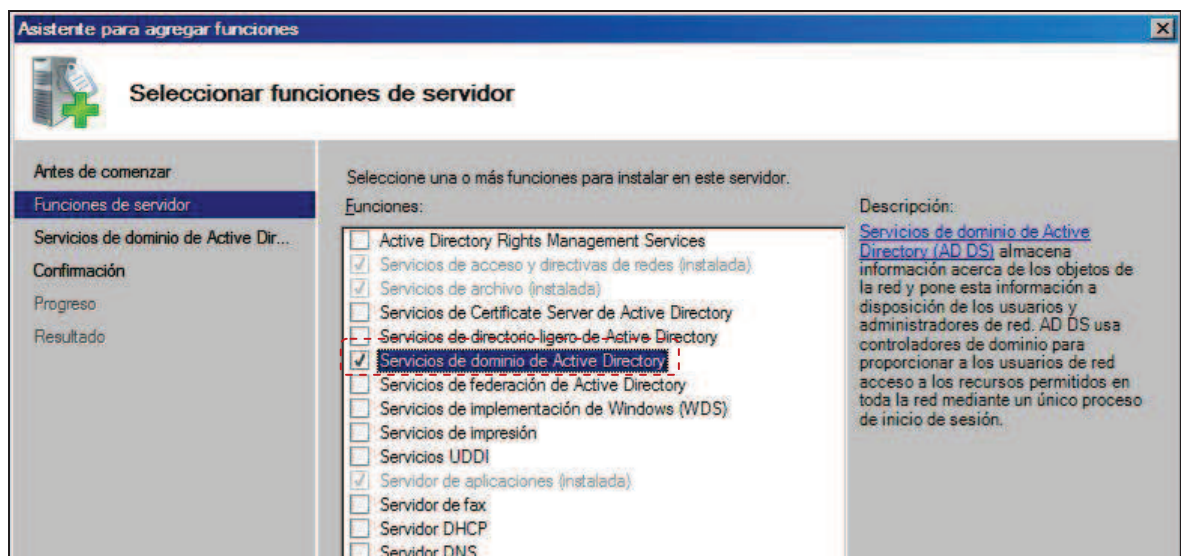 Asistente para agregar funciones
Seleccionar funciones de servidor
Antes de comenzar
Funciones de servidor
Servicios de dominio de Active Dir...
Confirmación
Progreso
Resultado
Seleccione una o más funciones para instalar en este servidor.
Funciones:
Active Directory Rights Management Services
Servicios de acceso y directivas de redes (instalada)
Servicios de archivo (instalada)
Servicios de Certificate Server de Active Directory
Servicios de directorio ligero de Active Directory
Servicios de dominio de Active Directory
Servicios de federación de Active Directory
Servicios de implementación de Windows (WDS)
Servicios de impresión
Servicios UDDI
Servidor de aplicaciones (instalada)
Servidor de fax
Servidor DHCP
Servidor DNS
Descripción:
Servicios de dominio de Active
Directory (AD DS) almacena
información acerca de los objetos de
la red y pone esta información a
disposición de los usuarios y
administradores de red. AD DS usa
controladores de dominio para
proporcionar a los usuarios de red
acceso a los recursos permitidos en
toda la red mediante un único proceso
de inicio de sesión.